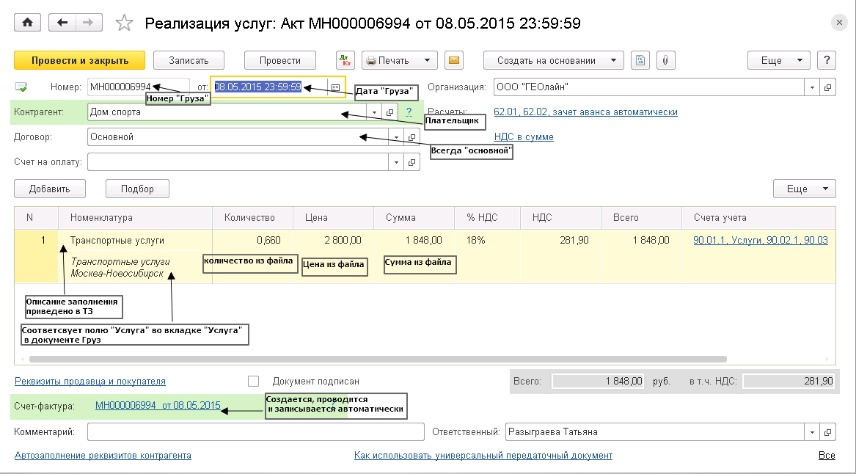 Реализация услуг: Акт МН000006994 от 08.05.2015 23:59:59
Провести и закрыть Записать Провести Дт Кт Печать Создать на основании Еще ?
Номер: МН000006994 от: 08.05.2015 23:59:59 Организация: ООО "ГЕОлайн"
Номер "Груза" Дата "Груза"
Контрагент: Дом спорта ? Расчеты: 62.01, 62.02, зачет аванса автоматически
Плательщик
Договор: Основной НДС в сумме
Всегда "основной"
Счет на оплату:
Добавить Подбор Еще
N Номенклатура Количество Цена Сумма % НДС НДС Всего Счета учета
1 Транспортные услуги 0,660 2 800,00 1 848,00 18% 281,90 1 848,00 90.01.1, Услуги, 90.02.1, 90.03
Транспортные услуги количество из файла Цена из файла Сумма из файла
Москва-Новосибирск
Описание заполнения
приведено в ТЗ
Соответсвует полю "Услуга" во вкладке "Услуга"
в документе Груз
Реквизиты продавца и покупателя Документ подписан Всего: 1 848,00 руб. в т.ч. НДС: 281,90
Счет-фактура: МН000006994 от 08.05.2015
Создается, проводится
и записывается автоматически
Комментарий: Ответственный: Разыграева Татьяна
Автозаполнение реквизитов контрагента Как использовать универсальный передаточный документ Все